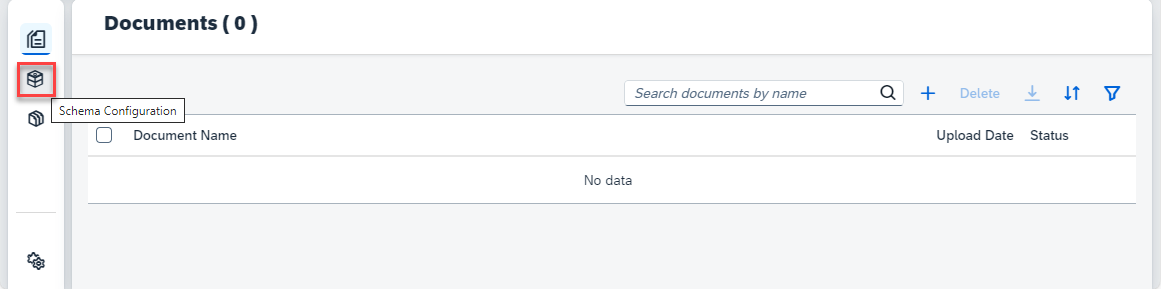 Documents ( 0 )
Search documents by name
Delete
Schema Configuration
Document Name
Upload Date
Status
No data